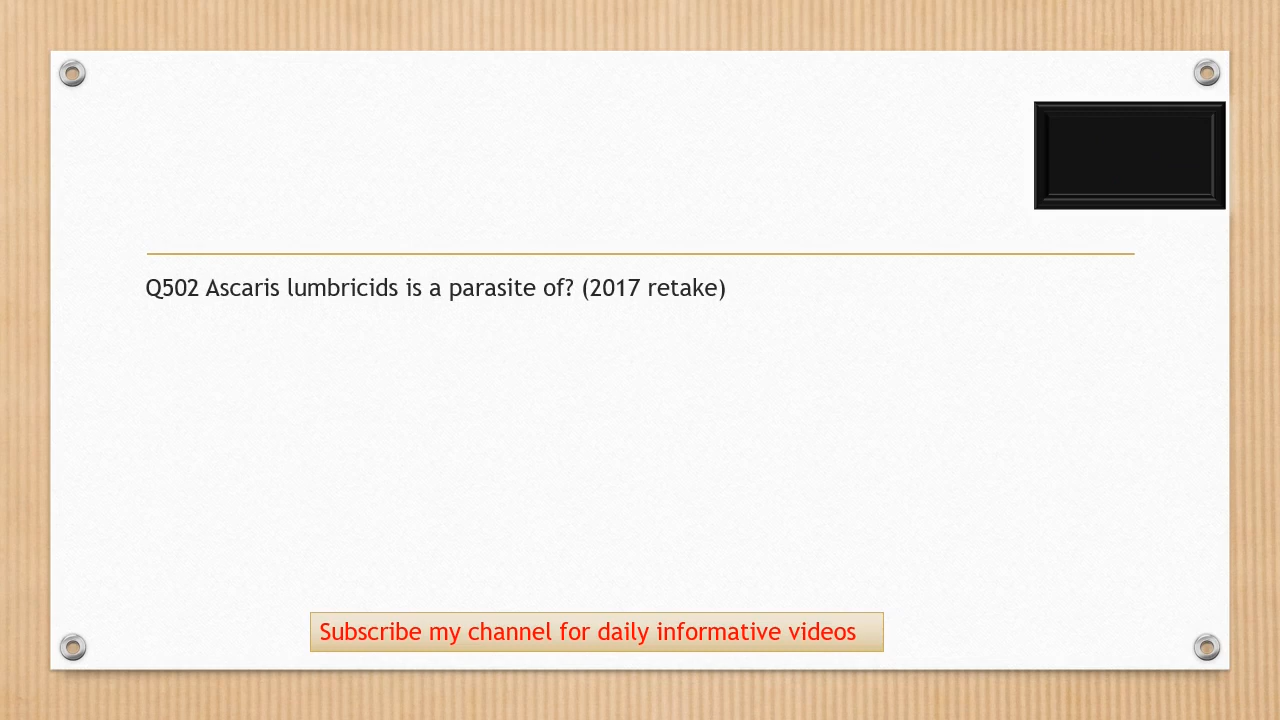 Q502 Ascaris lumbricids is a parasite of? (2017 retake)
Subscribe my channel for daily informative videos